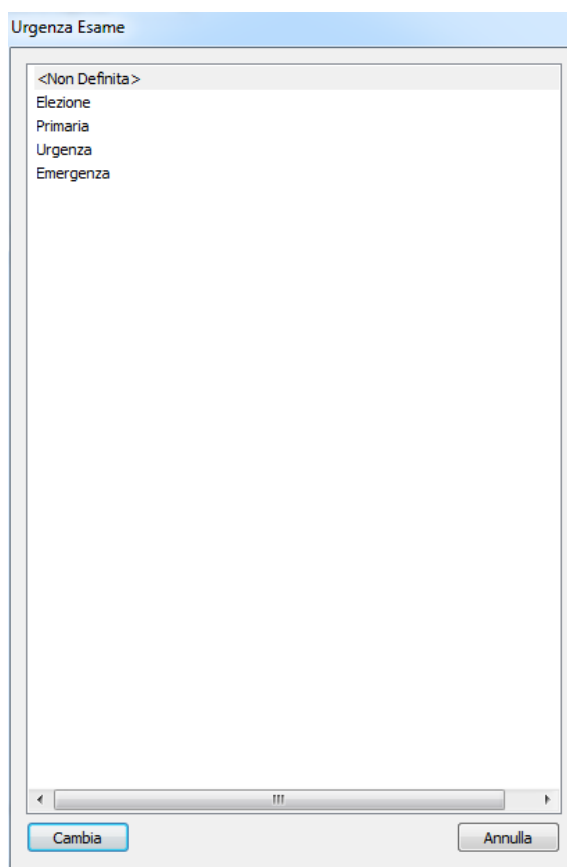 Urgenza Esame
<Non Definita>
Elezione
Primaria
Urgenza
Emergenza
Cambia
Annulla